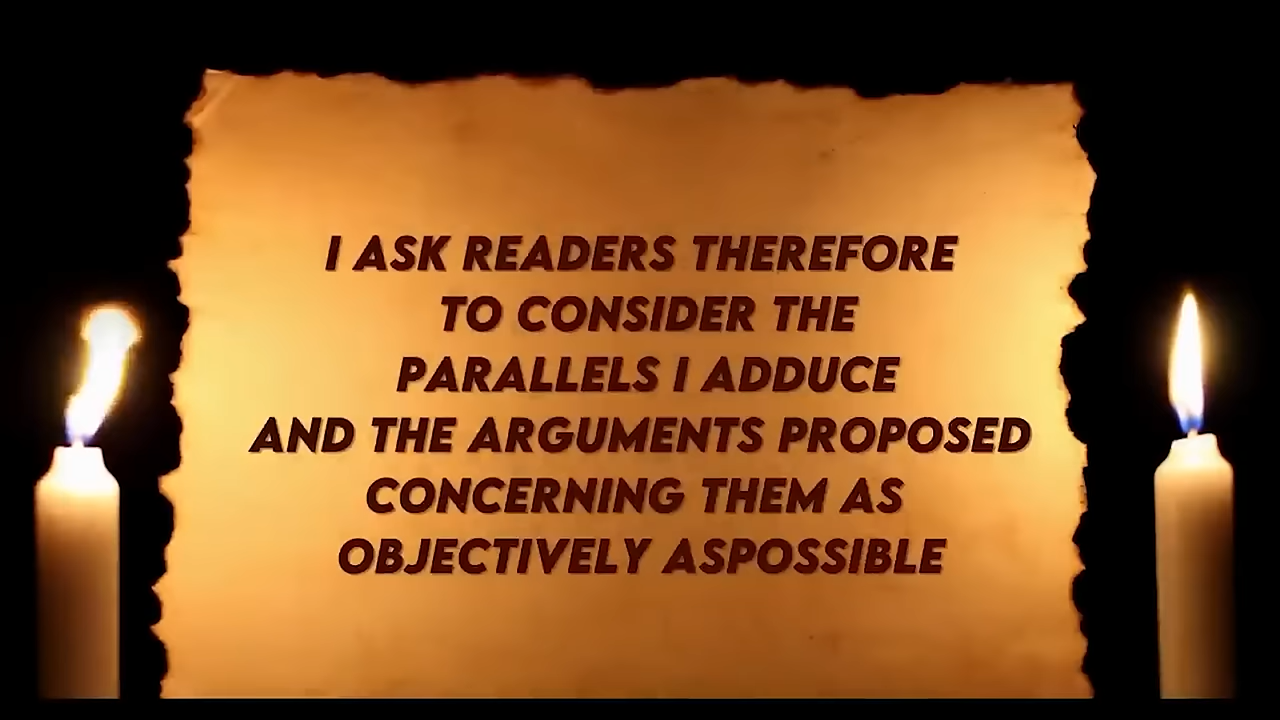 I ASK READERS THEREFORE
TO CONSIDER THE
PARALLELS I ADDUCE
AND THE ARGUMENTS PROPOSED
CONCERNING THEM AS
OBJECTIVELY ASPOSSIBLE